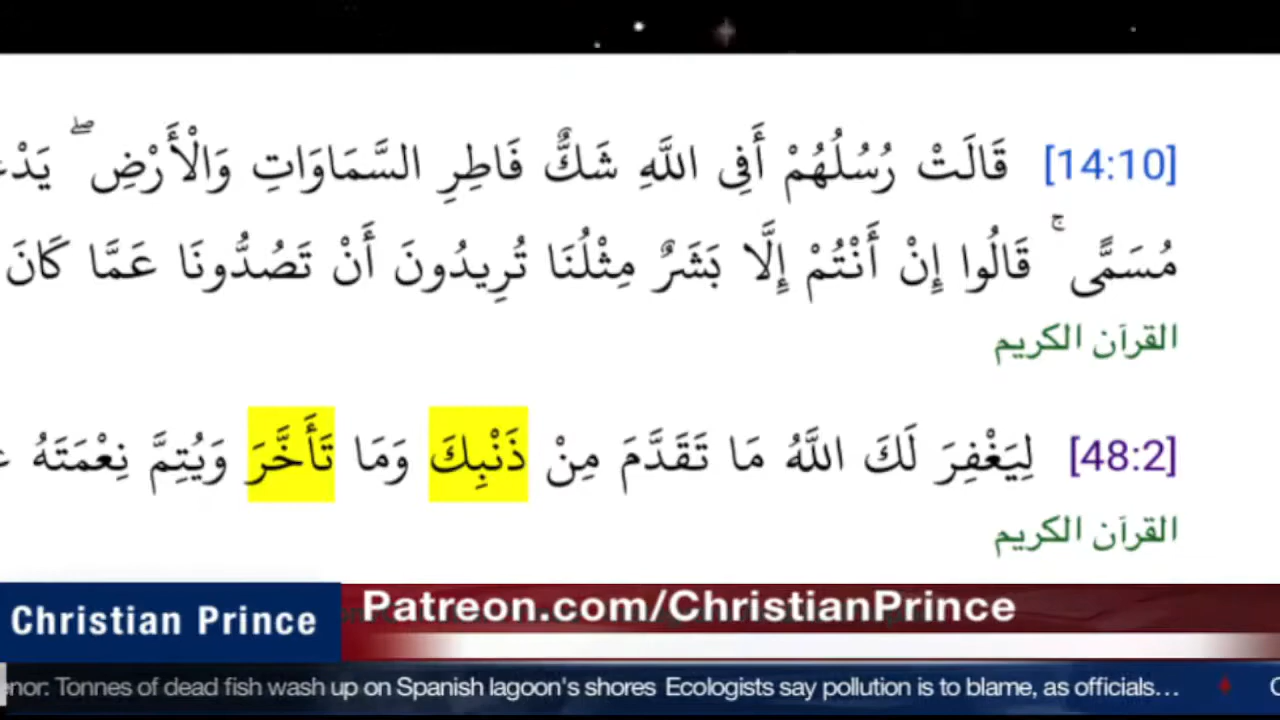 [14:10] قَالَتْ رُسُلُهُمْ أَفِي اللَّهِ شَكٌّ فَاطِرِ السَّمَاوَاتِ وَالْأَرْضِ ۖ
مُسَمًّى ۚ قَالُوا إِنْ أَنْتُمْ إِلَّا بَشَرٌ مِثْلُنَا تُرِيدُونَ أَنْ تَصُدُّونَا عَمَّا كَانَ
القرآن الكريم
[48:2] لِيَغْفِرَ لَكَ اللَّهُ مَا تَقَدَّمَ مِنْ ذَنْبِكَ وَمَا تَأَخَّرَ وَيُتِمَّ نِعْمَتَهُ
القرآن الكريم
Patreon.com/ChristianPrince
Christian Prince
enor: Tonnes of dead fish wash up on Spanish lagoon's shores Ecologists say pollution is to blame, as officials...